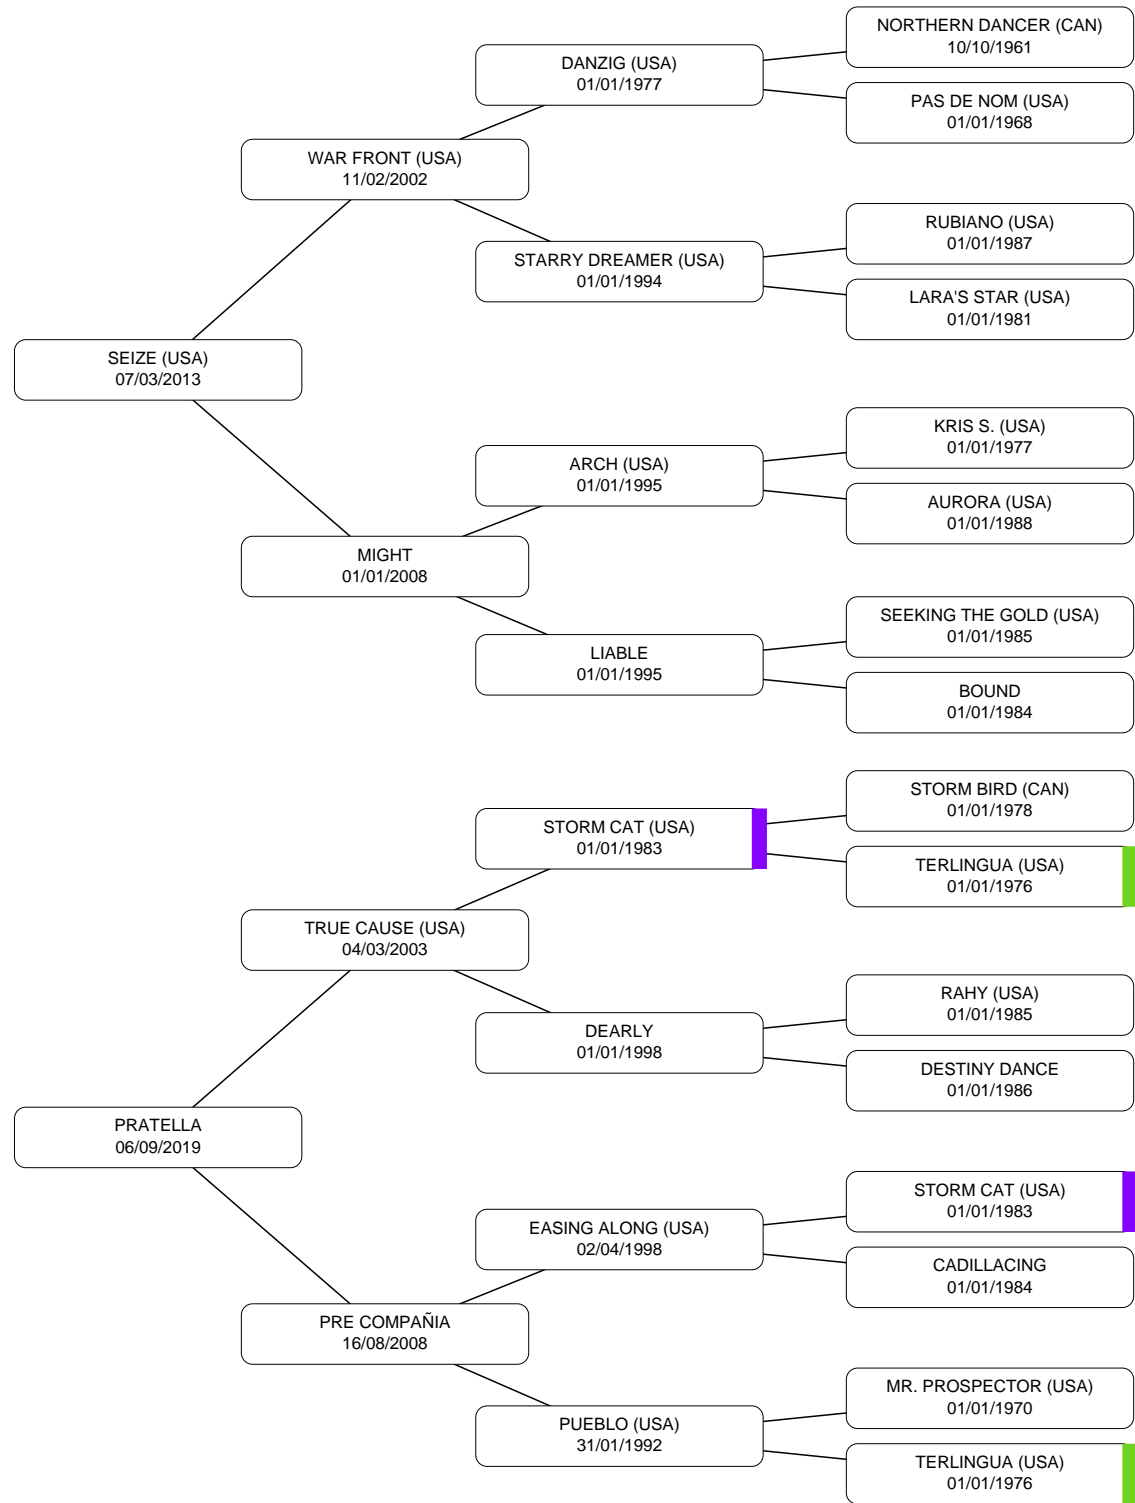 NORTHERN DANCER (CAN)
10/10/1961
DANZIG (USA)
01/01/1977
PAS DE NOM (USA)
01/01/1968
WAR FRONT (USA)
11/02/2002
RUBIANO (USA)
01/01/1987
STARRY DREAMER (USA)
01/01/1994
LARA'S STAR (USA)
01/01/1981
SEIZE (USA)
07/03/2013
KRIS S. (USA)
01/01/1977
ARCH (USA)
01/01/1995
AURORA (USA)
01/01/1988
MIGHT
01/01/2008
SEEKING THE GOLD (USA)
01/01/1985
LIABLE
01/01/1995
BOUND
01/01/1984
STORM BIRD (CAN)
01/01/1978
STORM CAT (USA)
01/01/1983
TERLINGUA (USA)
01/01/1976
TRUE CAUSE (USA)
04/03/2003
RAHY (USA)
01/01/1985
DEARLY
01/01/1998
DESTINY DANCE
01/01/1986
PRATELLA
06/09/2019
STORM CAT (USA)
01/01/1983
EASING ALONG (USA)
02/04/1998
CADILLACING
01/01/1984
PRE COMPAÑIA
16/08/2008
MR. PROSPECTOR (USA)
01/01/1970
PUEBLO (USA)
31/01/1992
TERLINGUA (USA)
01/01/1976